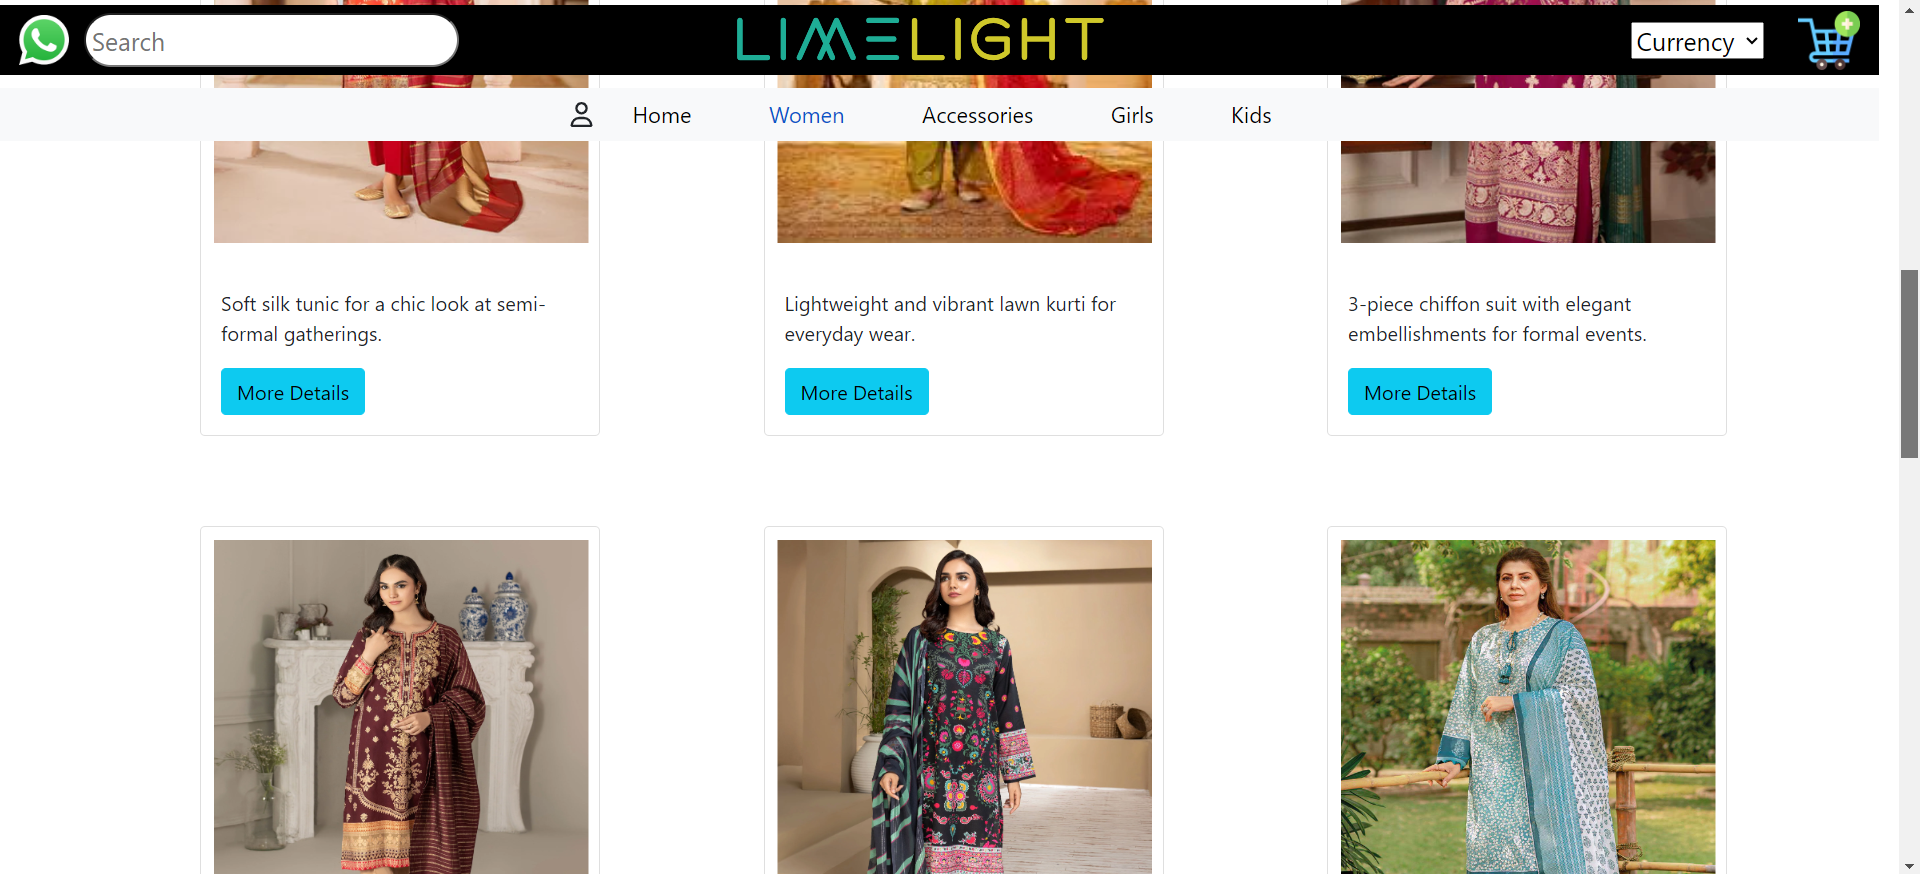 Search
LIMELIGHT
Currency
Home
Women
Accessories
Girls
Kids
Soft silk tunic for a chic look at semi-
formal gatherings.
More Details
Lightweight and vibrant lawn kurti for
everyday wear.
More Details
3-piece chiffon suit with elegant
embellishments for formal events.
More Details